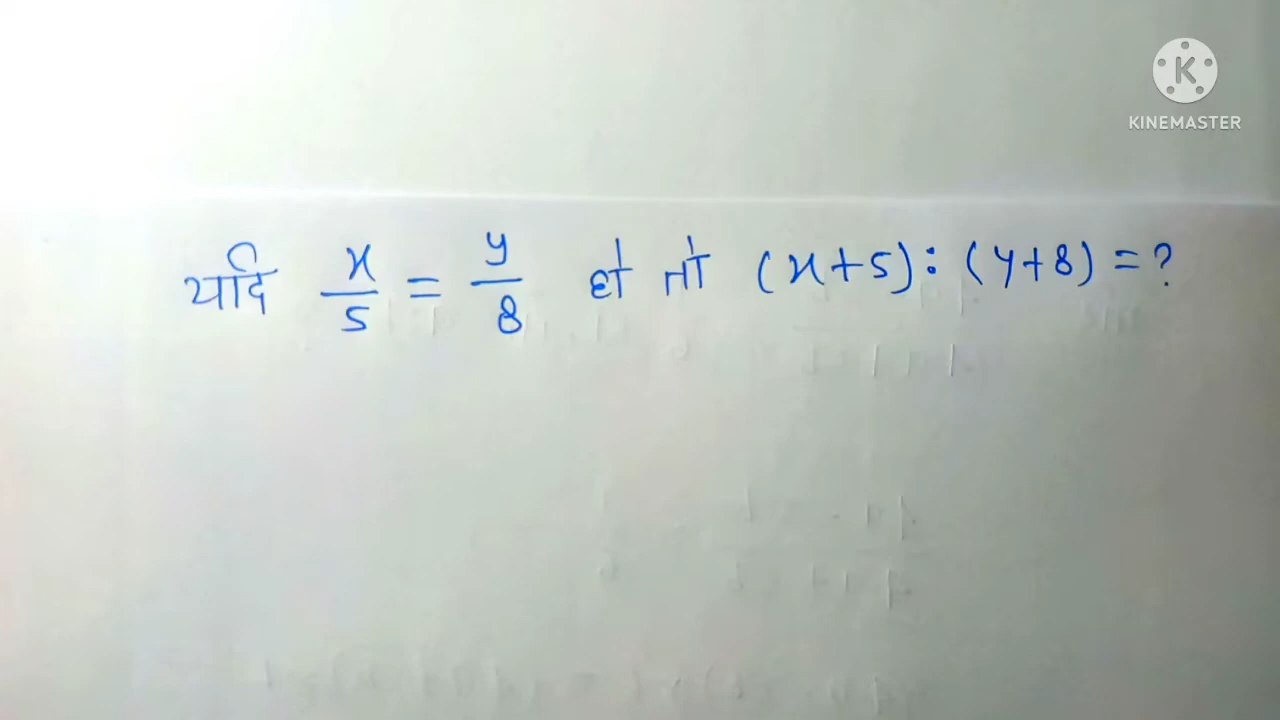 KINEMASTER
यदि x/5 = y/8 हो तो (x+5) : (y+8) = ?